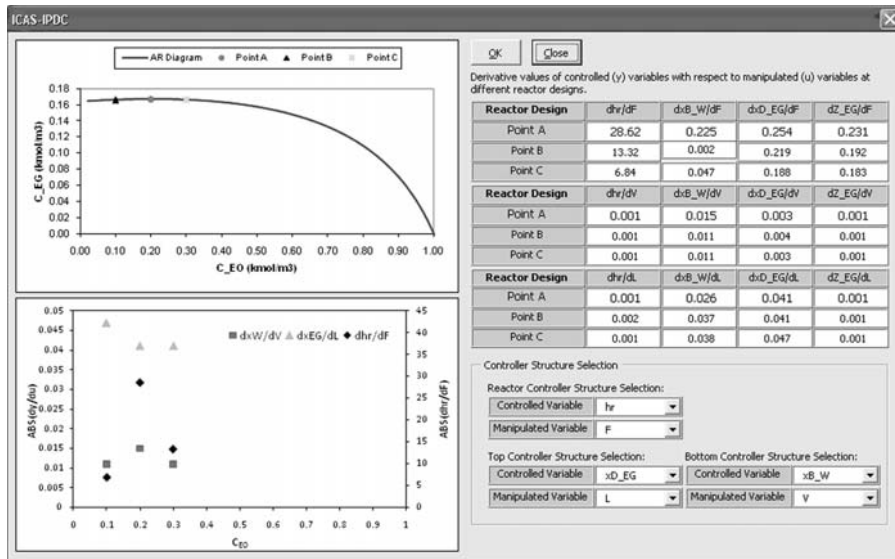 ICAS-IPDC
AR Diagram Point A Point B Point C
C_EG (kmol/m3)
0.18
0.16
0.14
0.12
0.10
0.08
0.06
0.04
0.02
0.00
0.00 0.10 0.20 0.30 0.40 0.50 0.60 0.70 0.80 0.90 1.00
C_EO (kmol/m3)
OK Close
Derivative values of controlled (y) variables with respect to manipulated (u) variables at
different reactor designs.
Reactor Design dhr/dF dxB_W/dF dxD_EG/dF dZ_EG/dF
Point A 28.62 0.225 0.254 0.231
Point B 13.32 0.002 0.219 0.192
Point C 6.84 0.047 0.188 0.183
Reactor Design dhr/dV dxB_W/dV dxD_EG/dV dZ_EG/dV
Point A 0.001 0.015 0.003 0.001
Point B 0.001 0.011 0.004 0.001
Point C 0.001 0.011 0.003 0.001
Reactor Design dhr/dL dxB_W/dL dxD_EG/dL dZ_EG/dL
Point A 0.001 0.026 0.041 0.001
Point B 0.002 0.037 0.041 0.001
Point C 0.001 0.038 0.047 0.001
ABS(dy/du)
0.05
0.045
0.04
0.035
0.03
0.025
0.02
0.015
0.01
0.005
0
dxW/dV dxEG/dL dhr/dF
45
40
35
30
25
20
15
10
5
0
ABS(dhr/dF)
0 0.1 0.2 0.3 0.4 0.5 0.6 0.7 0.8 0.9 1
C_EO
Controller Structure Selection
Reactor Controller Structure Selection:
Controlled Variable hr
Manipulated Variable F
Top Controller Structure Selection: Bottom Controller Structure Selection:
Controlled Variable xD_EG Controlled Variable xB_W
Manipulated Variable L Manipulated Variable V